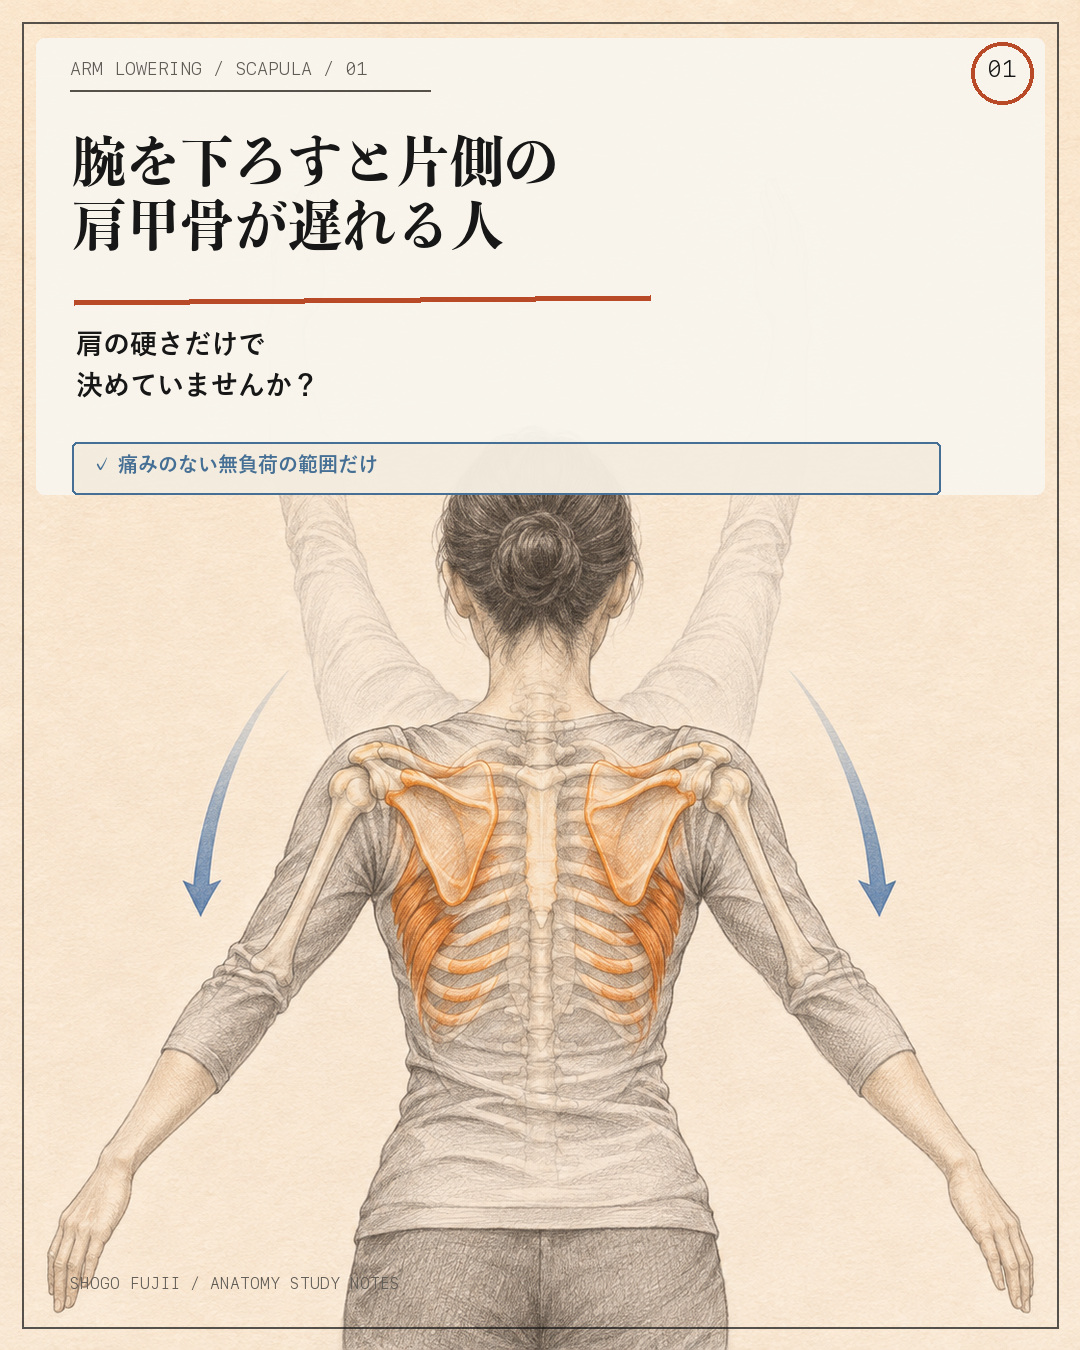 ARM LOWERING / SCAPULA / 01
01
腕を下ろすと片側の
肩甲骨が遅れる人
肩の硬さだけで
決めていませんか？
✓ 痛みのない無負荷の範囲だけ
SHOGO FUJII / ANATOMY STUDY NOTES